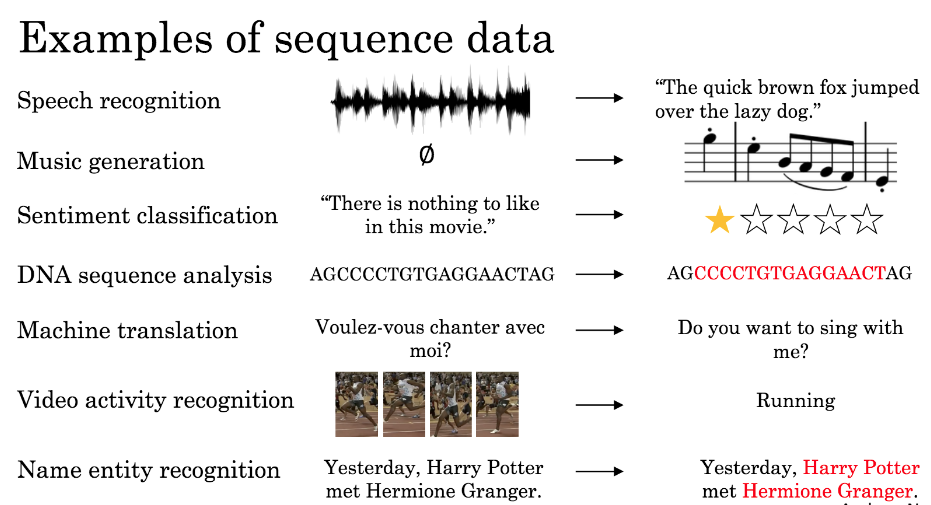 Examples of sequence data
Speech recognition
“The quick brown fox jumped
over the lazy dog.”
Music generation
Ø
Sentiment classification
“There is nothing to like
in this movie.”
DNA sequence analysis
AGCCCCTGTGAGGAACTAG
AGCCCCTGTGAGGAACTAG
Machine translation
Voulez-vous chanter avec
moi?
Do you want to sing with
me?
Video activity recognition
Running
Name entity recognition
Yesterday, Harry Potter
met Hermione Granger.
Yesterday, Harry Potter
met Hermione Granger.